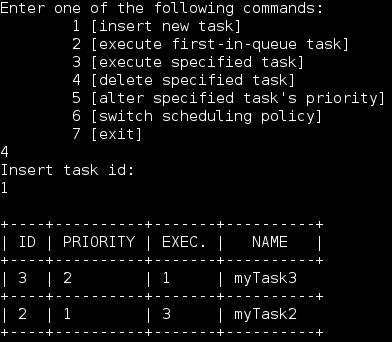 Enter one of the following commands:
1 [insert new task]
2 [execute first-in-queue task]
3 [execute specified task]
4 [delete specified task]
5 [alter specified task's priority]
6 [switch scheduling policy]
7 [exit]
4
Insert task id:
1
+----+----------+-------+-----------+
| ID | PRIORITY | EXEC. |   NAME   |
+----+----------+-------+-----------+
| 3  | 2        | 1     | myTask3
+----+----------+-------+-----------+
| 2  | 1        | 3     | myTask2
+----+----------+-------+-----------+